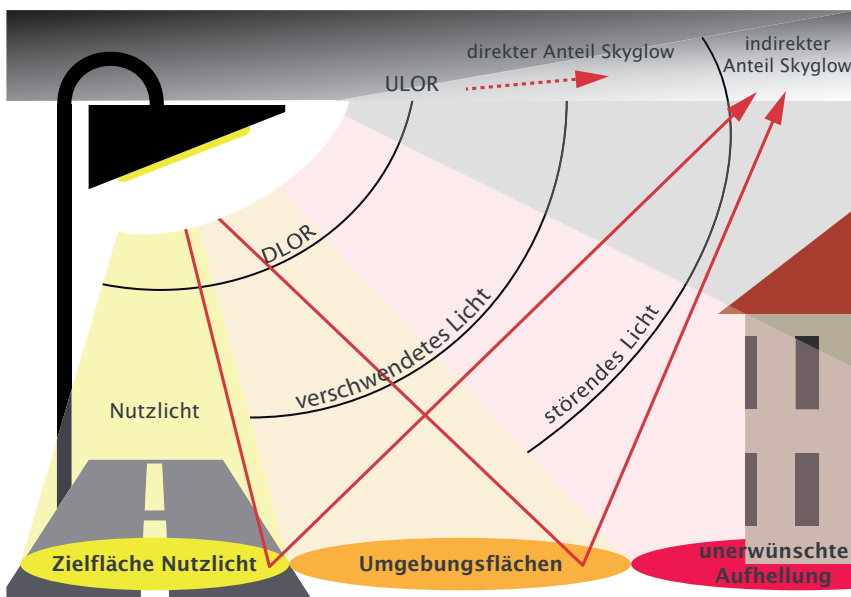 direkter Anteil Skyglow
indirekter
Anteil Skyglow
ULOR
DLOR
verschwendetes Licht
störendes Licht
Nutzlicht
Zielfläche Nutzlicht
Umgebungsflächen
unerwünschte
Aufhellung